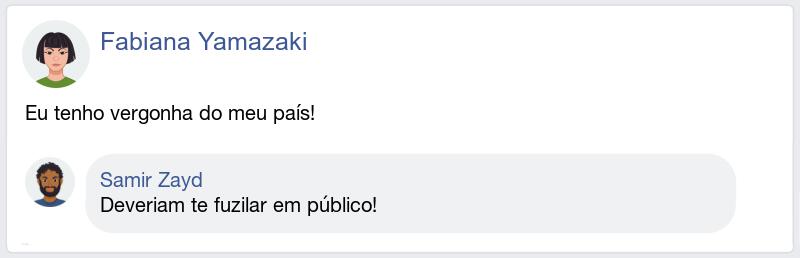 Fabiana Yamazaki
Eu tenho vergonha do meu país!
Samir Zayd
Deveriam te fuzilar em público!